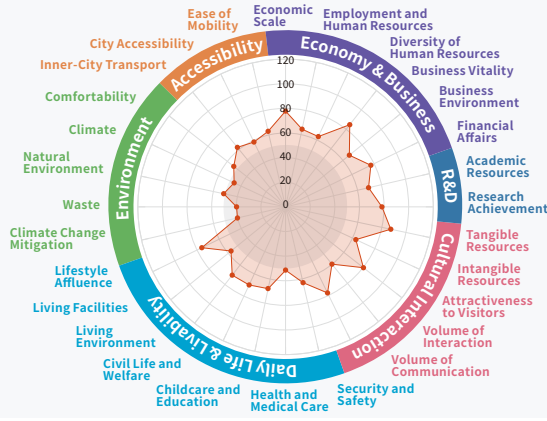 Ease of
Mobility
Economic
Scale
Employment and
Human Resources
City Accessibility
Diversity of
Human Resources
Inner-City Transport
Business Vitality
Comfortability
Business
Environment
Climate
Financial
Affairs
Natural
Environment
Academic
Resources
Waste
Research
Achievement
Climate Change
Mitigation
Tangible
Resources
Lifestyle
Affluence
Intangible
Resources
Living Facilities
Attractiveness
to Visitors
Living
Environment
Volume of
Interaction
Civil Life and
Welfare
Volume of
Communication
Childcare and
Education
Health and
Medical Care
Security and
Safety
Accessibility
Economy & Business
R&D
Cultural Interaction
Daily Life & Livability
Environment
120
100
80
60
40
20
0